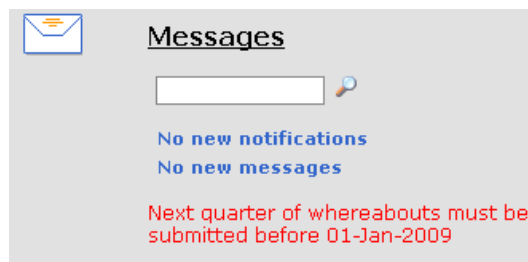 Messages
No new notifications
No new messages
Next quarter of whereabouts must be
submitted before 01-Jan-2009